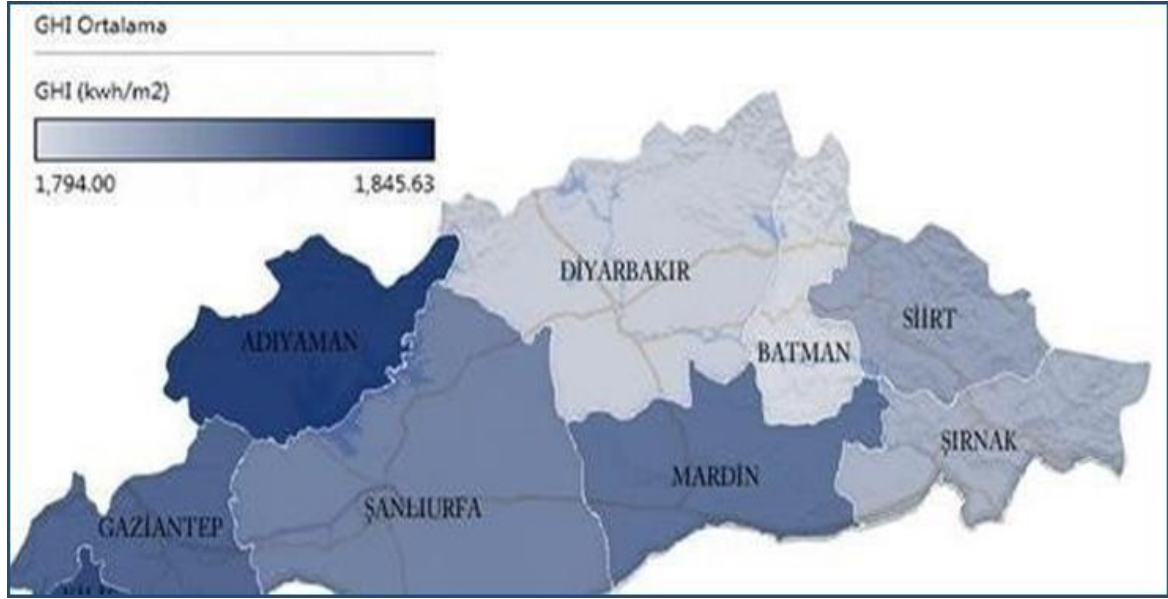 GHI Ortalama
GHI (kwh/m2)
1,794.00 1,845.63
DİYARBAKIR
SİİRT
ADIYAMAN
BATMAN
ŞIRNAK
MARDİN
ŞANLIURFA
GAZİANTEP